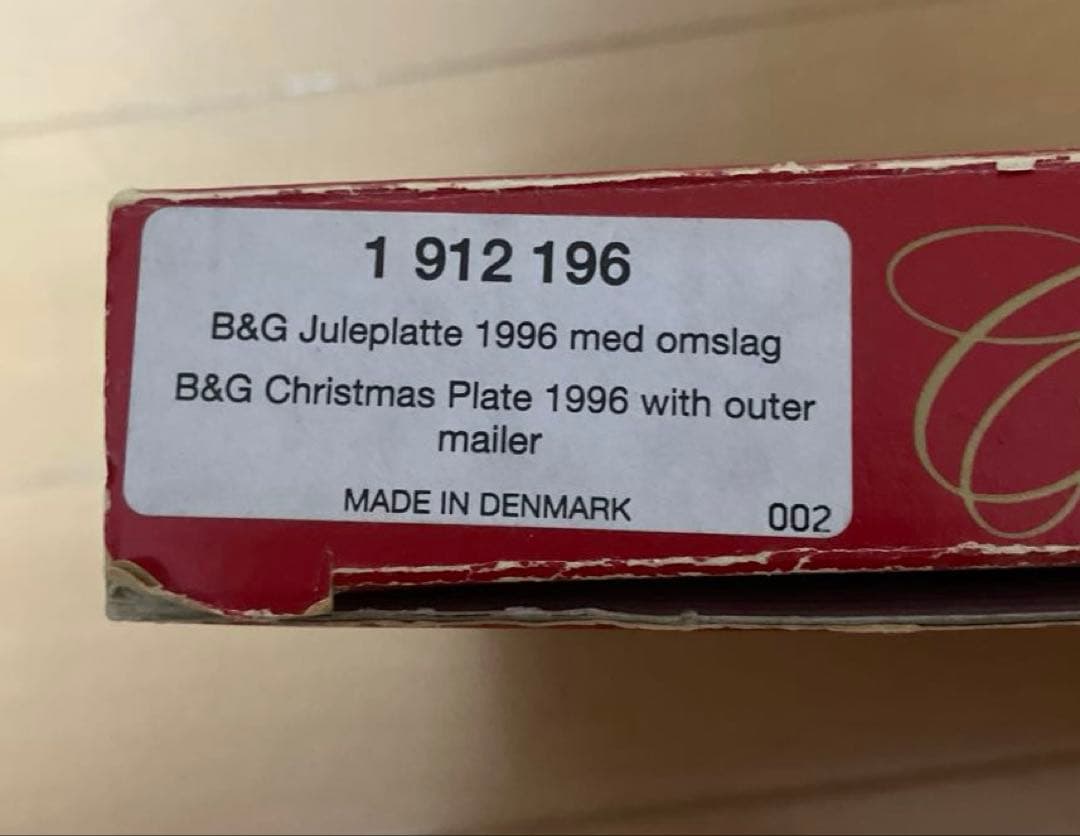 1 912 196
B&G Juleplatte 1996 med omslag
B&G Christmas Plate 1996 with outer
mailer
MADE IN DENMARK 002